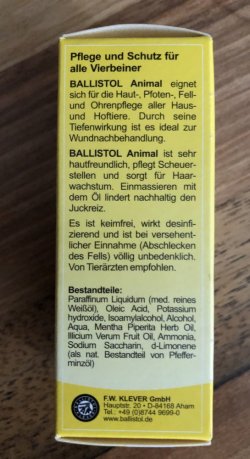 Pflege und Schutz für
alle Vierbeiner
BALLISTOL Animal eignet
sich für die Haut-, Pfoten-, Fell-
und Ohrenpflege aller Haus-
und Hoftiere. Durch seine
Tiefenwirkung ist es ideal zur
Wundnachbehandlung.
BALLISTOL Animal ist sehr
hautfreundlich, pflegt Scheuer-
stellen und sorgt für Haar-
wachstum. Einmassieren mit
dem Öl lindert nachhaltig den
Juckreiz.
Es ist keimfrei, wirkt desinfi-
zierend und ist bei versehent-
licher Einnahme (Abschlecken
des Fells) völlig unbedenklich.
Von Tierärzten empfohlen.
Bestandteile:
Paraffinum Liquidum (med. reines
Weißöl), Oleic Acid, Potassium
hydroxide, Isoamylalcohol, Alcohol,
Aqua, Mentha Piperita Herb Oil,
Illicium Verum Fruit Oil, Ammonia,
Sodium Saccharin, d-Limonene
(als nat. Bestandteil von Pfeffer-
minzöl)
F.W. KLEVER GmbH
Hauptstr. 20 • D-84168 Aham
Tel.: +49 (0)8744 9699-0
www.ballistol.de